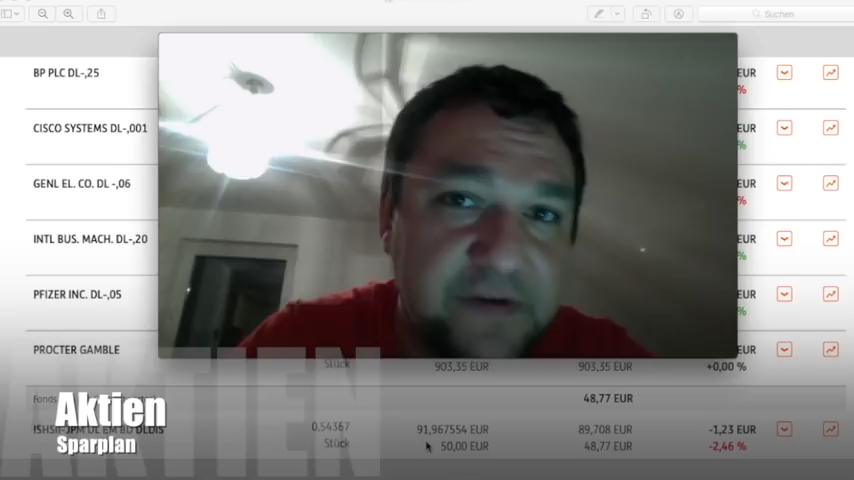 Suchen
BP PLC DL-,25
EUR
%
CISCO SYSTEMS DL-,001
EUR
%
GENL EL. CO. DL -,06
EUR
%
INTL BUS. MACH. DL-,20
EUR
%
PFIZER INC. DL-,05
EUR
%
PROCTER GAMBLE
EUR
Stück 903,35 EUR 903,35 EUR +0,00 %
Fonds 48,77 EUR
0,54367 91,967554 EUR 89,708 EUR -1,23 EUR
Stück 50,00 EUR 48,77 EUR -2,46 %
AKTIEN
Aktien
Sparplan